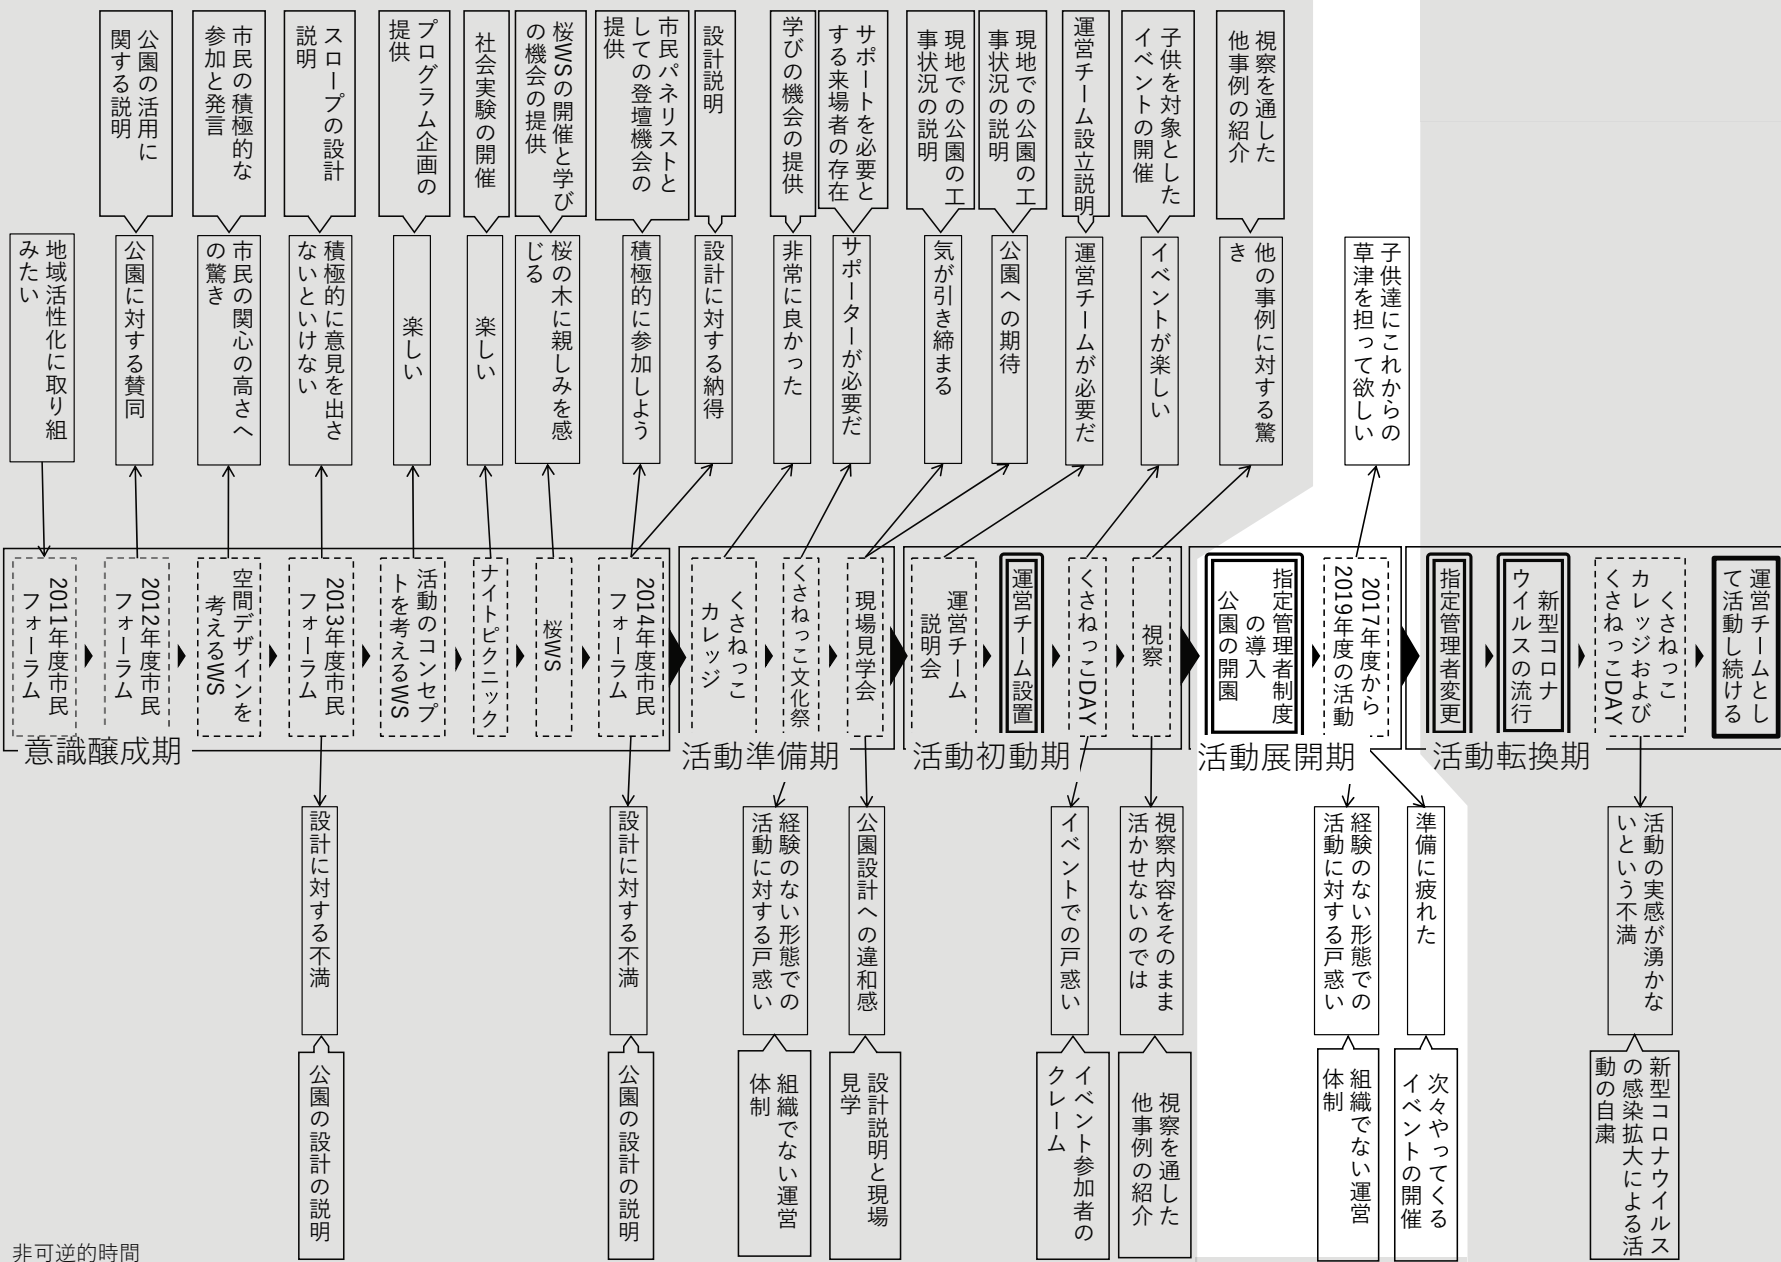 公園の活用に
関する説明
市民の積極的な
参加と発言
スロープの設計
説明
プログラム企画の
提供
社会実験の開催
桜WSの開催と学び
の機会の提供
市民パネリストと
しての登壇機会の
提供
設計説明
学びの機会の提供
サポートを必要と
する来場者の存在
現地での公園の工
事状況の説明
現地での公園の工
事状況の説明
運営チーム設立説明
子供を対象とした
イベントの開催
視察を通した
他事例の紹介
地域活性化に取り組
みたい
公園に対する賛同
市民の関心の高さへ
の驚き
積極的に意見を出さ
ないといけない
楽しい
楽しい
桜の木に親しみを感
じる
積極的に参加しよう
設計に対する納得
非常に良かった
サポーターが必要だ
気が引き締まる
公園への期待
運営チームが必要だ
イベントが楽しい
他の事例に対する驚
き
子供達にこれからの
草津を担って欲しい
2011年度市民
フォーラム
2012年度市民
フォーラム
空間デザインを
考えるWS
2013年度市民
フォーラム
活動のコンセプ
トを考えるWS
ナイトピクニック
桜WS
2014年度市民
フォーラム
くさねっこ
カレッジ
くさねっこ文化祭
現場見学会
運営チーム
説明会
運営チーム設置
くさねっこDAY
視察
指定管理者制度
の導入
公園の開園
2017年度から
2019年度の活動
指定管理者変更
新型コロナ
ウイルスの流行
くさねっこ
カレッジおよび
くさねっこDAY
運営チームとし
て活動し続ける
意識醸成期
活動準備期
活動初動期
活動展開期
活動転換期
設計に対する不満
設計に対する不満
経験のない形態での
活動に対する戸惑い
公園設計への違和感
イベントでの戸惑い
視察内容をそのまま
活かせないのでは
経験のない形態での
活動に対する戸惑い
準備に疲れた
活動の実感が湧かな
いという不満
公園の設計の説明
公園の設計の説明
組織でない運営
体制
設計説明と現場
見学
イベント参加者の
クレーム
視察を通した
他事例の紹介
組織でない運営
体制
次々やってくる
イベントの開催
新型コロナウイルス
の感染拡大による活
動の自粛
非可逆的時間